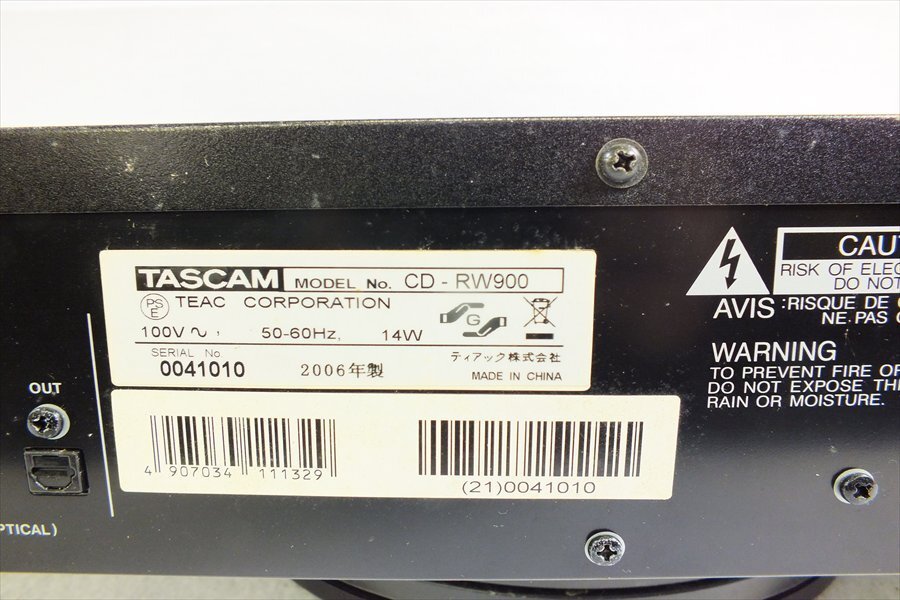 TASCAM MODEL No. CD-RW900
PSE TEAC CORPORATION
100V~, 50-60Hz, 14W
G
SERIAL No.
0041010 2006年製
ティアック株式会社
MADE IN CHINA
4 907034 111329
(21)0041010
OUT
PTICAL)
CAU
RISK OF ELE
DO NOT
AVIS :RISQUE DE
NE PAS
WARNING
TO PREVENT FIRE OF
DO NOT EXPOSE TH
RAIN OR MOISTURE.